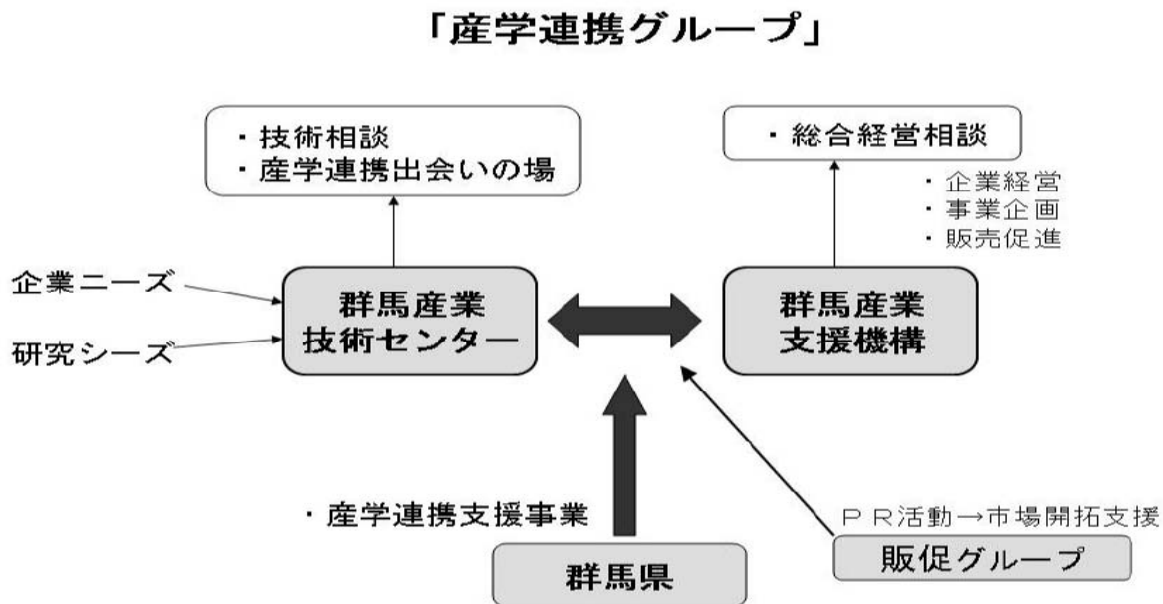 「産学連携グループ」
・技術相談
・産学連携出会いの場
・総合経営相談
・企業経営
・事業企画
・販売促進
企業ニーズ
研究シーズ
群馬産業
技術センター
群馬産業
支援機構
・産学連携支援事業
群馬県
ＰＲ活動→市場開拓支援
販促グループ